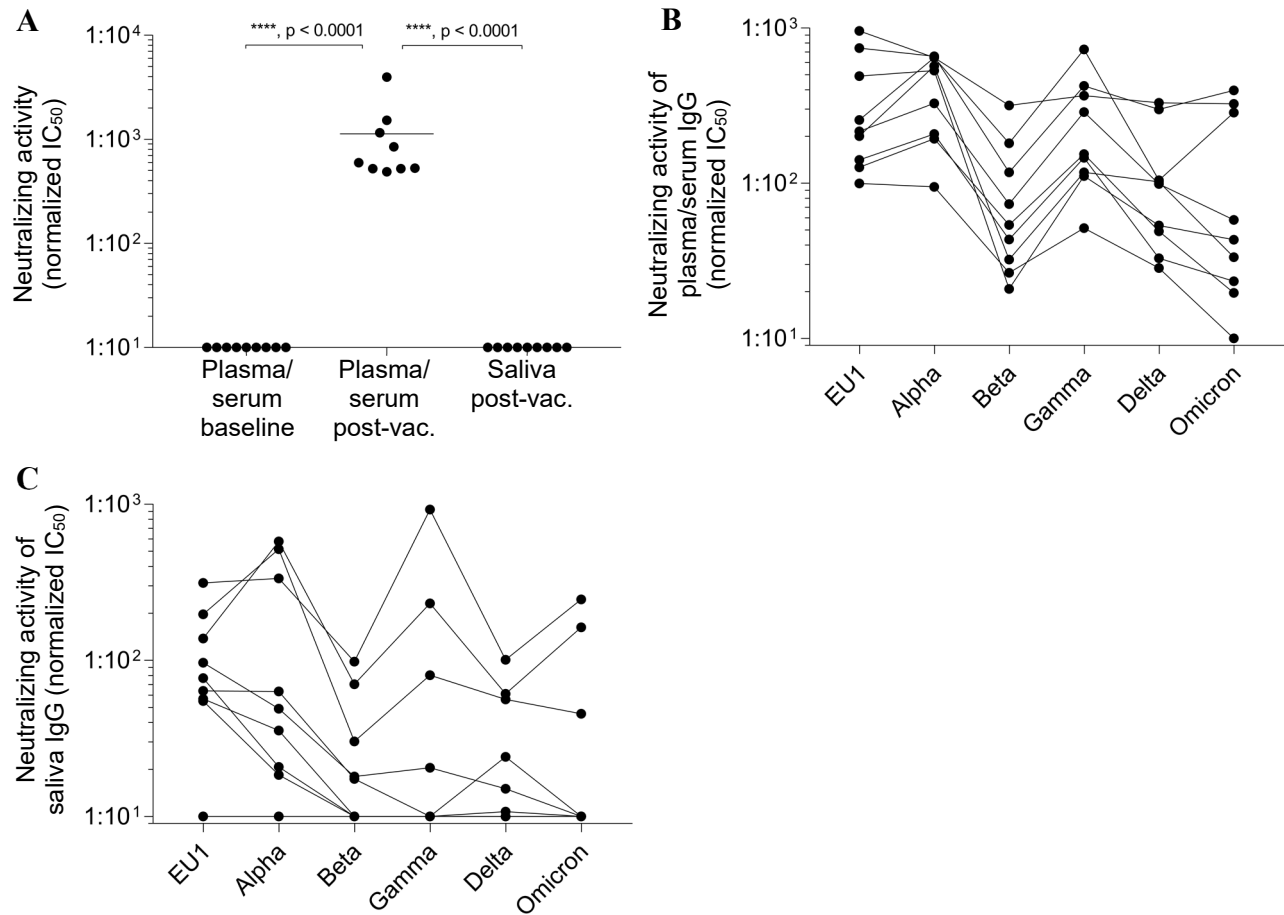 A
****, p < 0.0001
****, p < 0.0001
Neutralizing activity
(normalized IC₅₀)
1:10⁴
1:10³
1:10²
1:10¹
Plasma/
serum
baseline
Plasma/
serum
post-vac.
Saliva
post-vac.
B
Neutralizing activity of
plasma/serum IgG
(normalized IC₅₀)
1:10³
1:10²
1:10¹
EU1
Alpha
Beta
Gamma
Delta
Omicron
C
Neutralizing activity of
saliva IgG (normalized IC₅₀)
1:10³
1:10²
1:10¹
EU1
Alpha
Beta
Gamma
Delta
Omicron